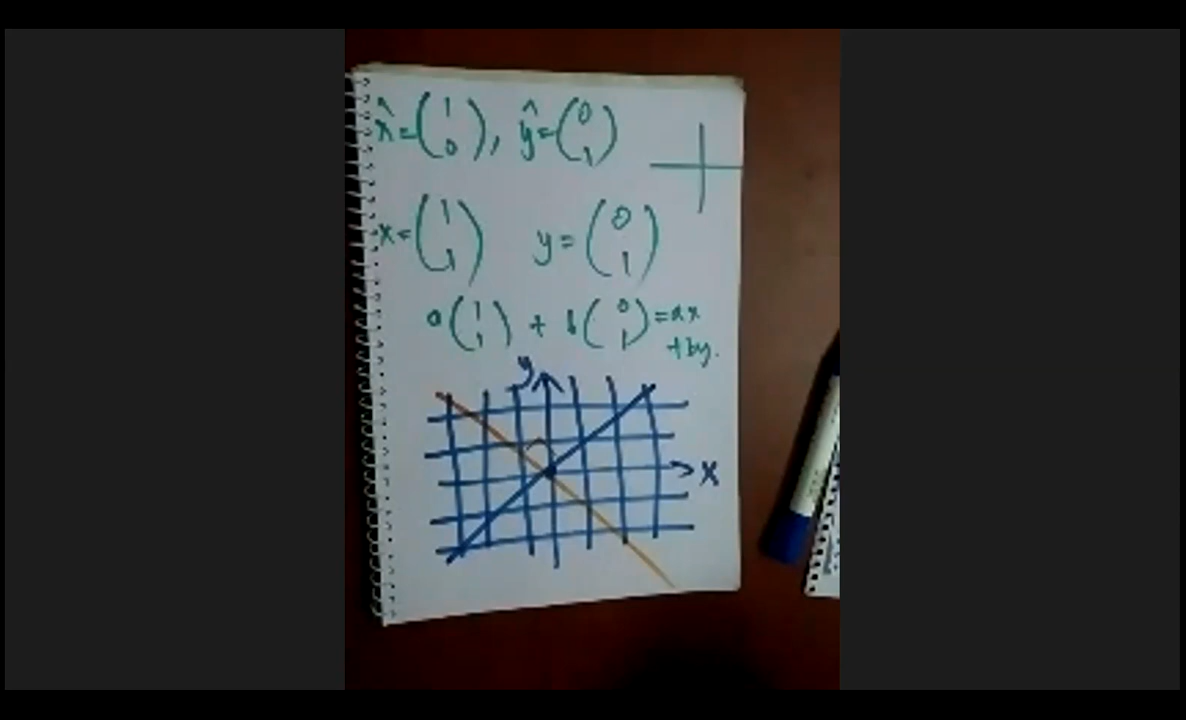 x̂=(1 0), ŷ=(0 1)
x=(1 1) y=(0 1)
a(1 1) + b(0 1)=ax
+by.
y
x